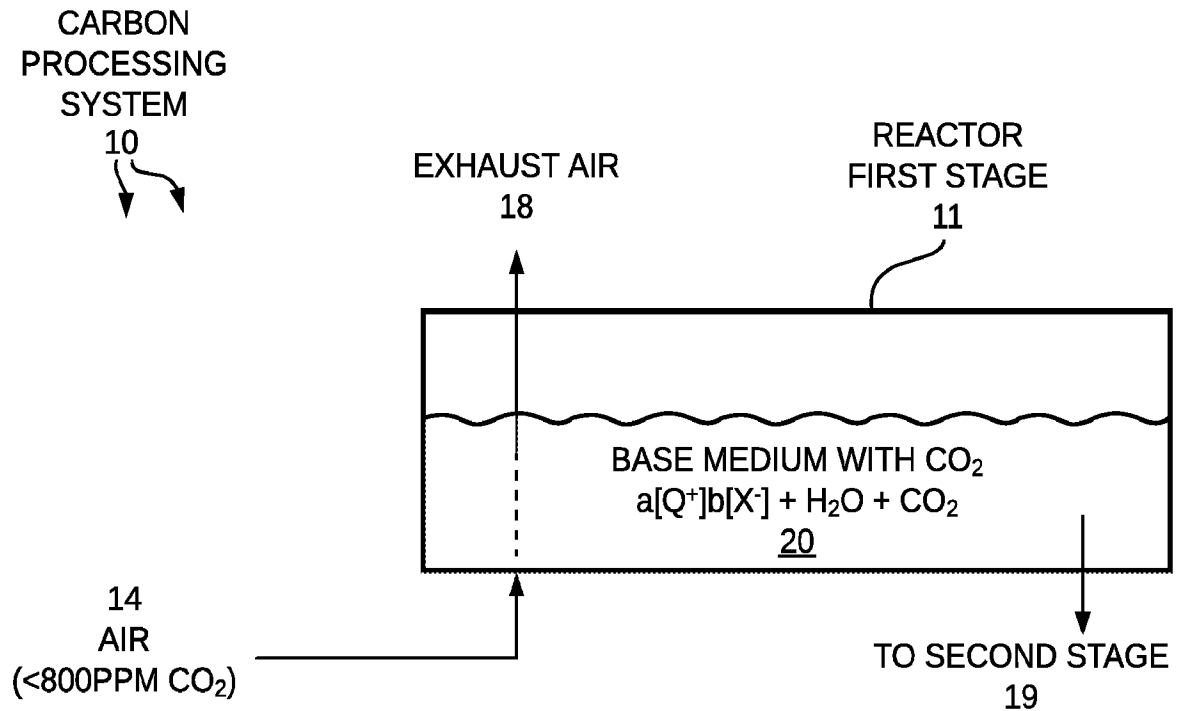 CARBON
PROCESSING
SYSTEM
10
EXHAUST AIR
18
REACTOR
FIRST STAGE
11
BASE MEDIUM WITH CO₂
a[Q⁺]b[X⁻] + H₂O + CO₂
20
14
AIR
(<800PPM CO₂)
TO SECOND STAGE
19